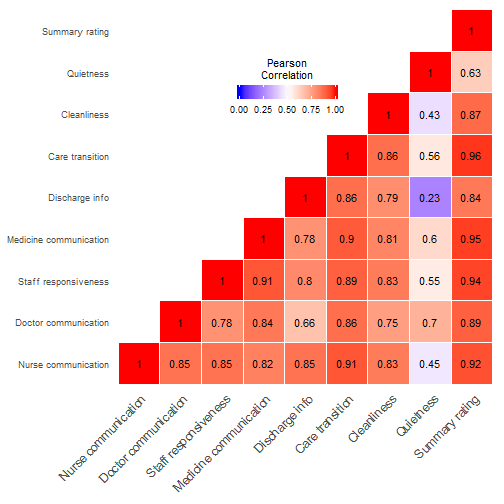 Summary rating 1
Pearson
Correlation
0.00 0.25 0.50 0.75 1.00
Quietness 1 0.63
Cleanliness 1 0.43 0.87
Care transition 1 0.86 0.56 0.96
Discharge info 1 0.86 0.79 0.23 0.84
Medicine communication 1 0.78 0.9 0.81 0.6 0.95
Staff responsiveness 1 0.91 0.8 0.89 0.83 0.55 0.94
Doctor communication 1 0.78 0.84 0.66 0.86 0.75 0.7 0.89
Nurse communication 1 0.85 0.85 0.82 0.85 0.91 0.83 0.45 0.92
Nurse communication
Doctor communication
Staff responsiveness
Medicine communication
Discharge info
Care transition
Cleanliness
Quietness
Summary rating